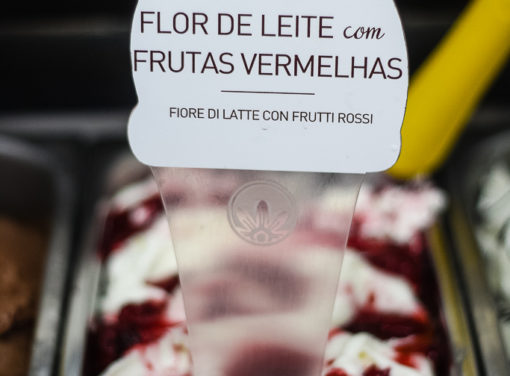 FLOR DE LEITE com
FRUTAS VERMELHAS
FIORE DI LATTE CON FRUTTI ROSSI